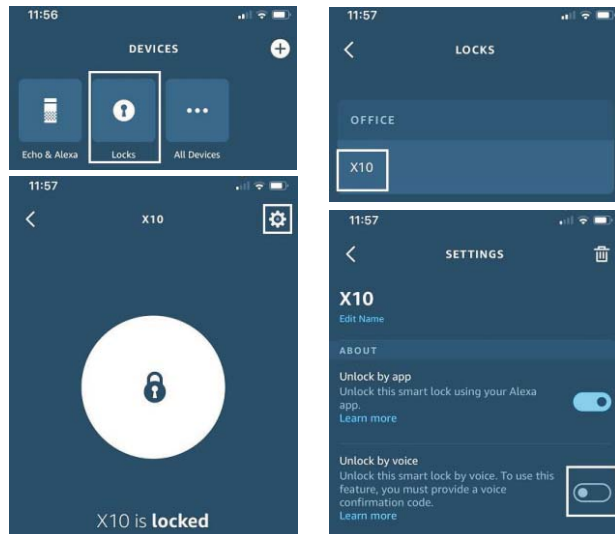 11:56
DEVICES
Echo & Alexa
Locks
All Devices
11:57
LOCKS
OFFICE
X10
11:57
X10
X10 is locked
11:57
SETTINGS
X10
Edit Name
ABOUT
Unlock by app
Unlock this smart lock using your Alexa
app.
Learn more
Unlock by voice
Unlock this smart lock by voice. To use this
feature, you must provide a voice
confirmation code.
Learn more